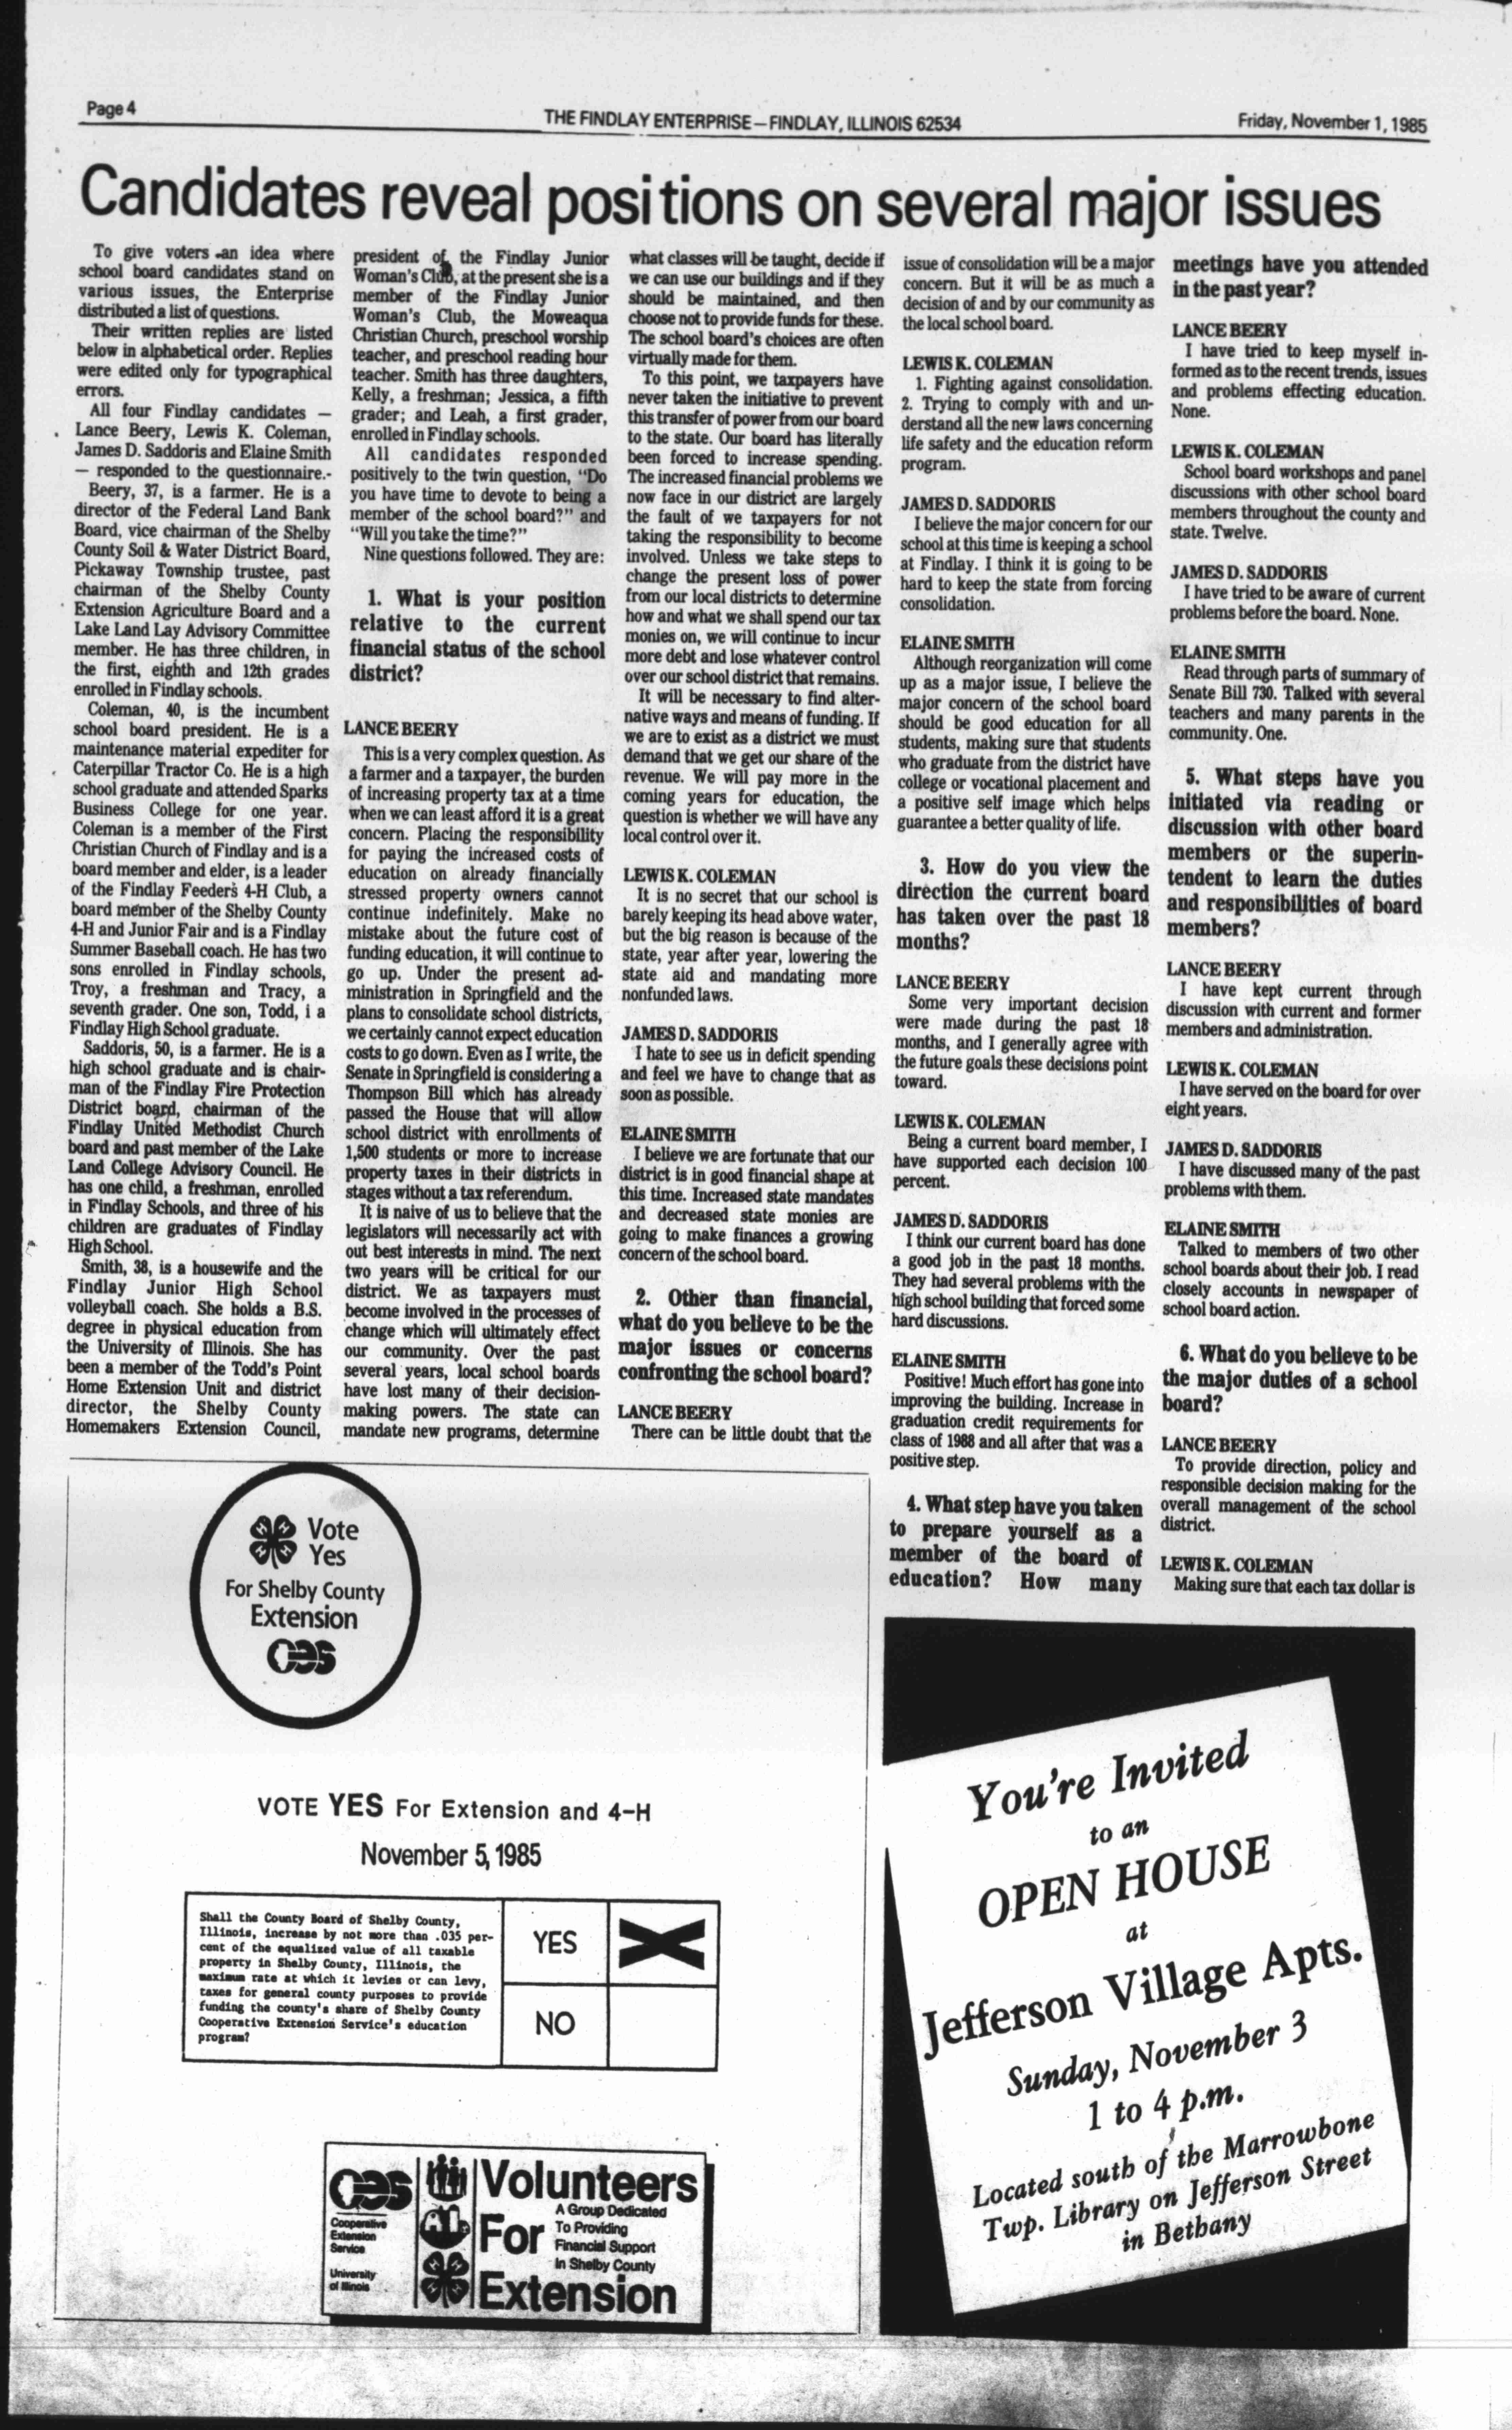 Page 4
THE FINDLAY ENTERPRISE—FINDLAY, ILLINOIS 62534
Friday, November 1, 1985
Candidates reveal positions on several major issues
To give voters an idea where
school board candidates stand on
various issues, the Enterprise
distributed a list of questions.
Their written replies are listed
below in alphabetical order. Replies
were edited only for typographical
errors.
All four Findlay candidates —
Lance Beery, Lewis K. Coleman,
James D. Saddoris and Elaine Smith
— responded to the questionnaire.-
Beery, 37, is a farmer. He is a
director of the Federal Land Bank
Board, vice chairman of the Shelby
County Soil & Water District Board,
Pickaway Township trustee, past
chairman of the Shelby County
Extension Agriculture Board and a
Lake Land Lay Advisory Committee
member. He has three children, in
the first, eighth and 12th grades
enrolled in Findlay schools.
Coleman, 40, is the incumbent
school board president. He is a
maintenance material expediter for
Caterpillar Tractor Co. He is a high
school graduate and attended Sparks
Business College for one year.
Coleman is a member of the First
Christian Church of Findlay and is a
board member and elder, is a leader
of the Findlay Feeders 4-H Club, a
board member of the Shelby County
4-H and Junior Fair and is a Findlay
Summer Baseball coach. He has two
sons enrolled in Findlay schools,
Troy, a freshman and Tracy, a
seventh grader. One son, Todd, i a
Findlay High School graduate.
Saddoris, 50, is a farmer. He is a
high school graduate and is chair-
man of the Findlay Fire Protection
District board, chairman of the
Findlay United Methodist Church
board and past member of the Lake
Land College Advisory Council. He
has one child, a freshman, enrolled
in Findlay Schools, and three of his
children are graduates of Findlay
High School.
Smith, 38, is a housewife and the
Findlay Junior High School
volleyball coach. She holds a B.S.
degree in physical education from
the University of Illinois. She has
been a member of the Todd's Point
Home Extension Unit and district
director, the Shelby County
Homemakers Extension Council,
president of the Findlay Junior
Woman's Club, at the present she is a
member of the Findlay Junior
Woman's Club, the Moweaqua
Christian Church, preschool worship
teacher, and preschool reading hour
teacher. Smith has three daughters,
Kelly, a freshman; Jessica, a fifth
grader; and Leah, a first grader,
enrolled in Findlay schools.
All candidates responded
positively to the twin question, "Do
you have time to devote to being a
member of the school board?" and
"Will you take the time?"
Nine questions followed. They are:
1. What is your position
relative to the current
financial status of the school
district?
LANCE BEERY
This is a very complex question. As
a farmer and a taxpayer, the burden
of increasing property tax at a time
when we can least afford it is a great
concern. Placing the responsibility
for paying the increased costs of
education on already financially
stressed property owners cannot
continue indefinitely. Make no
mistake about the future cost of
funding education, it will continue to
go up. Under the present ad-
ministration in Springfield and the
plans to consolidate school districts,
we certainly cannot expect education
costs to go down. Even as I write, the
Senate in Springfield is considering a
Thompson Bill which has already
passed the House that will allow
school district with enrollments of
1,500 students or more to increase
property taxes in their districts in
stages without a tax referendum.
It is naive of us to believe that the
legislators will necessarily act with
out best interests in mind. The next
two years will be critical for our
district. We as taxpayers must
become involved in the processes of
change which will ultimately effect
our community. Over the past
several years, local school boards
have lost many of their decision-
making powers. The state can
mandate new programs, determine
what classes will be taught, decide if
we can use our buildings and if they
should be maintained, and then
choose not to provide funds for these.
The school board's choices are often
virtually made for them.
To this point, we taxpayers have
never taken the initiative to prevent
this transfer of power from our board
to the state. Our board has literally
been forced to increase spending.
The increased financial problems we
now face in our district are largely
the fault of we taxpayers for not
taking the responsibility to become
involved. Unless we take steps to
change the present loss of power
from our local districts to determine
how and what we shall spend our tax
monies on, we will continue to incur
more debt and lose whatever control
over our school district that remains.
It will be necessary to find alter-
native ways and means of funding. If
we are to exist as a district we must
demand that we get our share of the
revenue. We will pay more in the
coming years for education, the
question is whether we will have any
local control over it.
LEWIS K. COLEMAN
It is no secret that our school is
barely keeping its head above water,
but the big reason is because of the
state, year after year, lowering the
state aid and mandating more
nonfunded laws.
JAMES D. SADDORIS
I hate to see us in deficit spending
and feel we have to change that as
soon as possible.
ELAINE SMITH
I believe we are fortunate that our
district is in good financial shape at
this time. Increased state mandates
and decreased state monies are
going to make finances a growing
concern of the school board.
2. Other than financial,
what do you believe to be the
major issues or concerns
confronting the school board?
LANCE BEERY
There can be little doubt that the
issue of consolidation will be a major
concern. But it will be as much a
decision of and by our community as
the local school board.
LEWIS K. COLEMAN
1. Fighting against consolidation.
2. Trying to comply with and un-
derstand all the new laws concerning
life safety and the education reform
program.
JAMES D. SADDORIS
I believe the major concern for our
school at this time is keeping a school
at Findlay. I think it is going to be
hard to keep the state from forcing
consolidation.
ELAINE SMITH
Although reorganization will come
up as a major issue, I believe the
major concern of the school board
should be good education for all
students, making sure that students
who graduate from the district have
college or vocational placement and
a positive self image which helps
guarantee a better quality of life.
3. How do you view the
direction the current board
has taken over the past 18
months?
LANCE BEERY
Some very important decision
were made during the past 18
months, and I generally agree with
the future goals these decisions point
toward.
LEWIS K. COLEMAN
Being a current board member, I
have supported each decision 100
percent.
JAMES D. SADDORIS
I think our current board has done
a good job in the past 18 months.
They had several problems with the
high school building that forced some
hard discussions.
ELAINE SMITH
Positive! Much effort has gone into
improving the building. Increase in
graduation credit requirements for
class of 1988 and all after that was a
positive step.
4. What step have you taken
to prepare yourself as a
member of the board of
education? How many
meetings have you attended
in the past year?
LANCE BEERY
I have tried to keep myself in-
formed as to the recent trends, issues
and problems effecting education.
None.
LEWIS K. COLEMAN
School board workshops and panel
discussions with other school board
members throughout the county and
state. Twelve.
JAMES D. SADDORIS
I have tried to be aware of current
problems before the board. None.
ELAINE SMITH
Read through parts of summary of
Senate Bill 730. Talked with several
teachers and many parents in the
community. One.
5. What steps have you
initiated via reading or
discussion with other board
members or the superin-
tendent to learn the duties
and responsibilities of board
members?
LANCE BEERY
I have kept current through
discussion with current and former
members and administration.
LEWIS K. COLEMAN
I have served on the board for over
eight years.
JAMES D. SADDORIS
I have discussed many of the past
problems with them.
ELAINE SMITH
Talked to members of two other
school boards about their job. I read
closely accounts in newspaper of
school board action.
6. What do you believe to be
the major duties of a school
board?
LANCE BEERY
To provide direction, policy and
responsible decision making for the
overall management of the school
district.
LEWIS K. COLEMAN
Making sure that each tax dollar is
H H H H
Vote
Yes
For Shelby County
Extension
ces
VOTE YES For Extension and 4-H
November 5, 1985
Shall the County Board of Shelby County,
Illinois, increase by not more than .035 per-
cent of the equalized value of all taxable
property in Shelby County, Illinois, the
maximum rate at which it levies or can levy,
taxes for general county purposes to provide
funding the county's share of Shelby County
Cooperative Extension Service's education
program?
YES
X
NO
ces
Cooperative
Extension
Service
University
of Illinois
Volunteers
For
Extension
A Group Dedicated
To Providing
Financial Support
In Shelby County
You're Invited
to an
OPEN HOUSE
at
Jefferson Village Apts.
Sunday, November 3
1 to 4 p.m.
Located south of the Marrowbone
Twp. Library on Jefferson Street
in Bethany